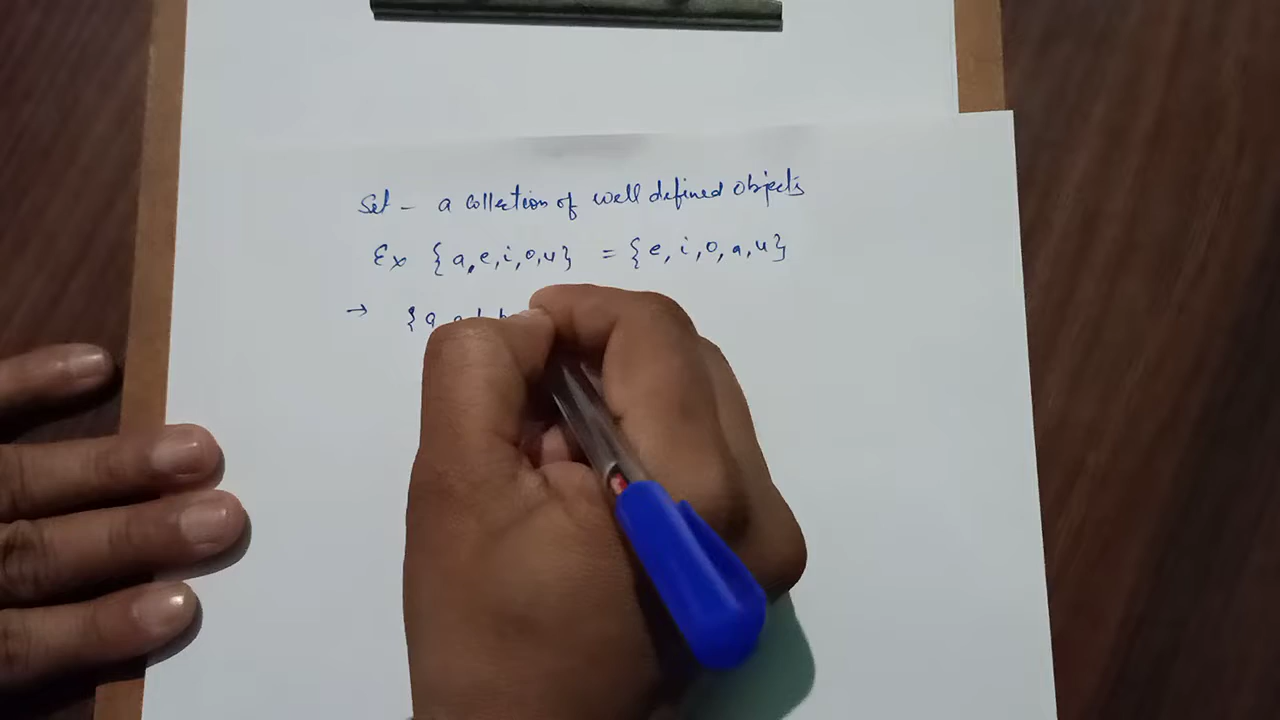 Set - a collection of well defined objects
Ex {a,e,i,o,u} = {e,i,o,a,u}
→ {a